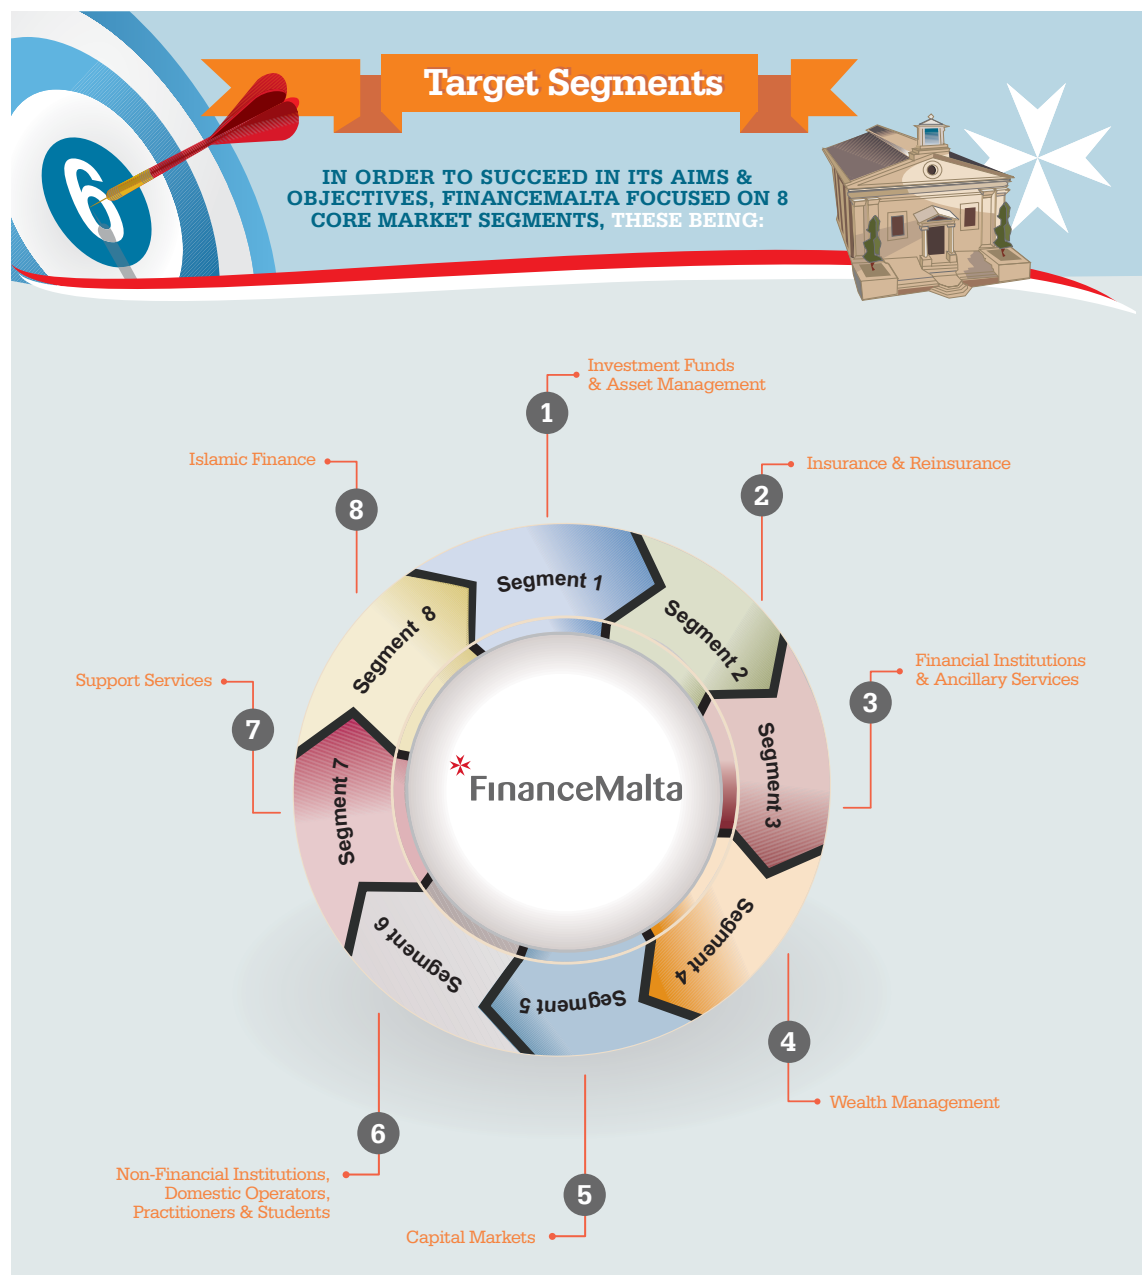 6
Target Segments
IN ORDER TO SUCCEED IN ITS AIMS &
OBJECTIVES, FINANCEMALTA FOCUSED ON 8
CORE MARKET SEGMENTS, THESE BEING:
1
Investment Funds
& Asset Management
2
Insurance & Reinsurance
3
Financial Institutions
& Ancillary Services
4
Wealth Management
5
Capital Markets
6
Non-Financial Institutions,
Domestic Operators,
Practitioners & Students
7
Support Services
8
Islamic Finance
Segment 1
Segment 2
Segment 3
Segment 4
Segment 5
Segment 6
Segment 7
Segment 8
FinanceMalta